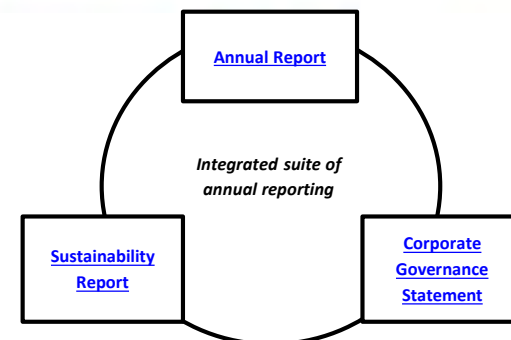 Annual Report
Integrated suite of
annual reporting
Sustainability
Report
Corporate
Governance
Statement